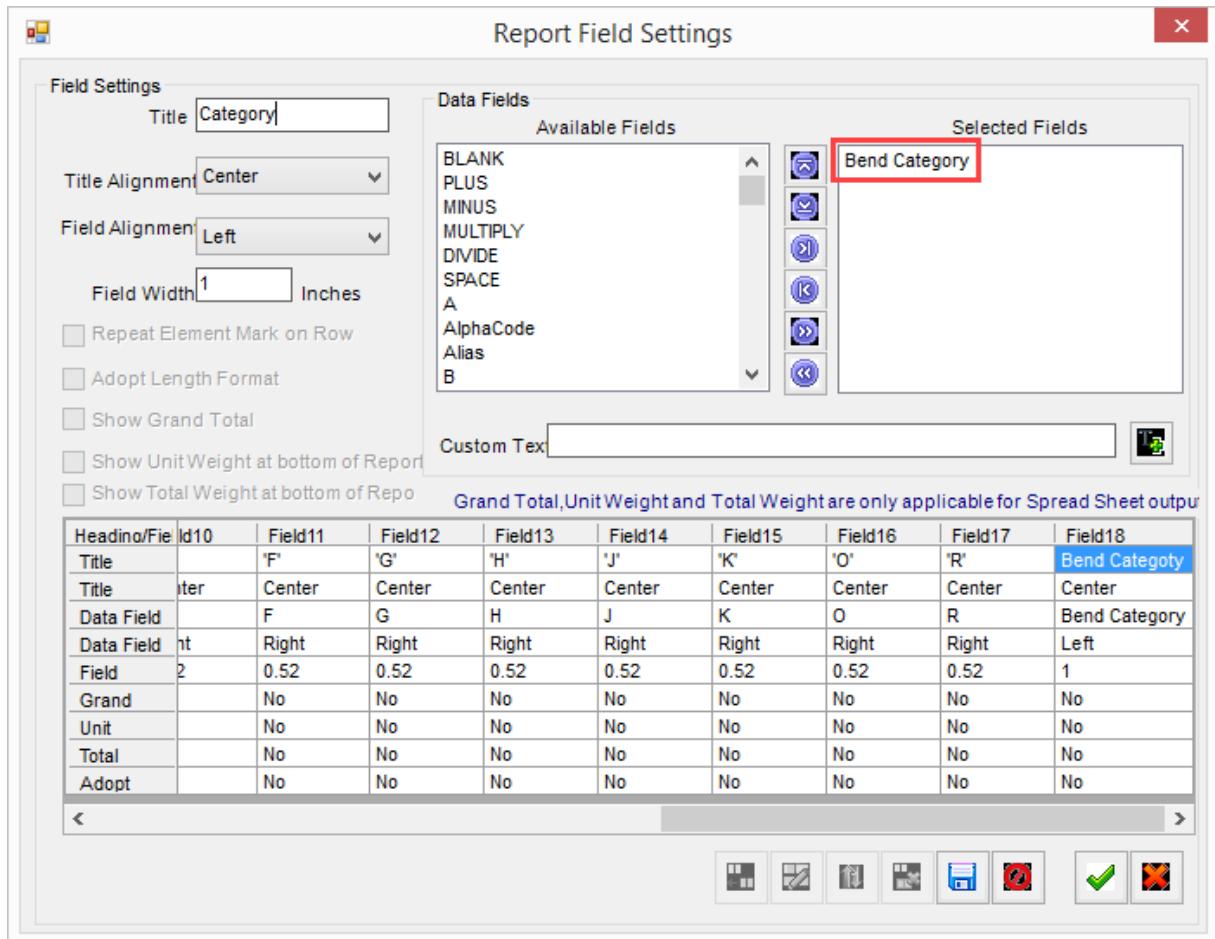 Report Field Settings
Field Settings
Title Category
Title Alignment Center
Field Alignmen Left
Field Width 1 Inches
Repeat Element Mark on Row
Adopt Length Format
Show Grand Total
Show Unit Weight at bottom of Report
Show Total Weight at bottom of Repo
Data Fields
Available Fields
BLANK
PLUS
MINUS
MULTIPLY
DIVIDE
SPACE
A
AlphaCode
Alias
B
Selected Fields
Bend Category
Custom Text
Grand Total,Unit Weight and Total Weight are only applicable for Spread Sheet outpu
Heading/Fie ld10 Field11 Field12 Field13 Field14 Field15 Field16 Field17 Field18
Title 'F' 'G' 'H' 'J' 'K' 'O' 'R' Bend Categoty
Title nter Center Center Center Center Center Center Center Center
Data Field F G H J K O R Bend Category
Data Field ht Right Right Right Right Right Right Right Left
Field 2 0.52 0.52 0.52 0.52 0.52 0.52 0.52 1
Grand No No No No No No No No
Unit No No No No No No No No
Total No No No No No No No No
Adopt No No No No No No No No